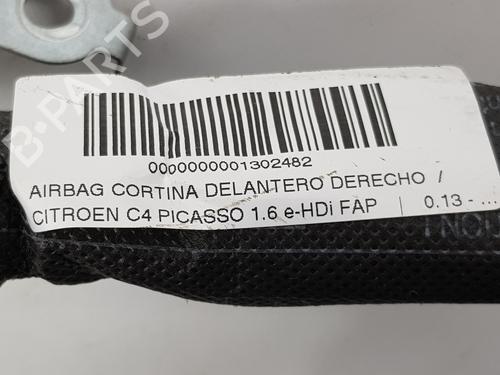 B-PARTS
0000000001302482
AIRBAG CORTINA DELANTERO DERECHO /
CITROEN C4 PICASSO 1.6 e-HDi FAP | 0.13 - ...